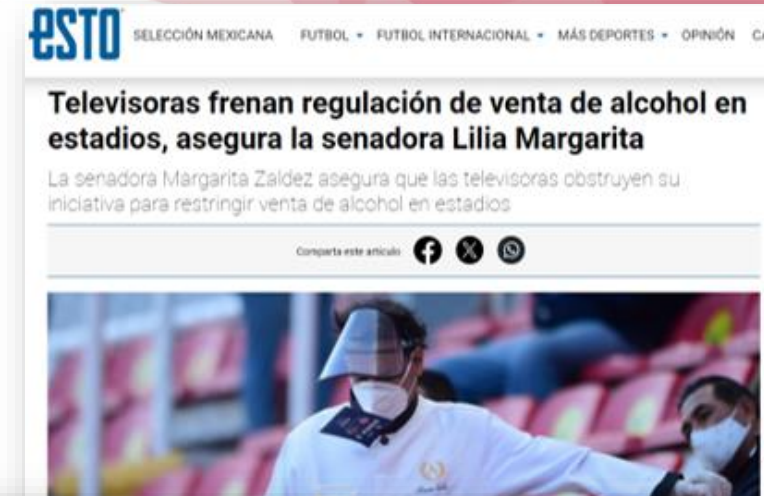 esto
SELECCIÓN MEXICANA FUTBOL FUTBOL INTERNACIONAL MÁS DEPORTES OPINIÓN
Televisoras frenan regulación de venta de alcohol en
estadios, asegura la senadora Lilia Margarita
La senadora Margarita Zaldez asegura que las televisoras obstruyen su
iniciativa para restringir venta de alcohol en estadios
Comparta este artículo